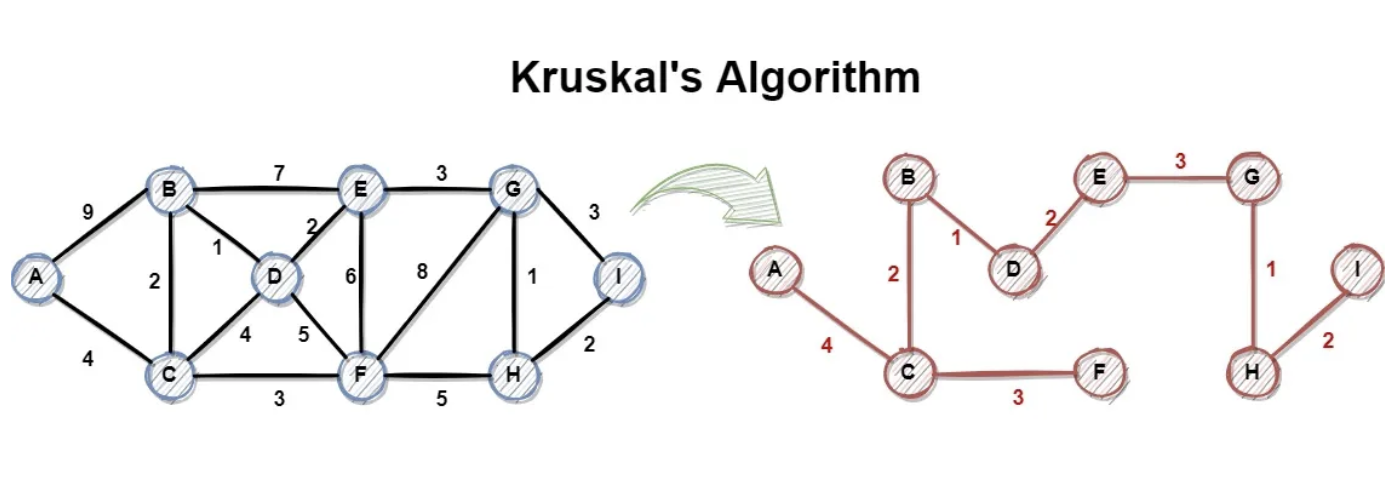 Kruskal's Algorithm
B 7 E 3 G
9 2 1 2 6 8 1 3
A D I
4 4 5 2
C 3 F 5 H
B E 3 G
2 1 2 1
A D I
4 2
C 3 F H